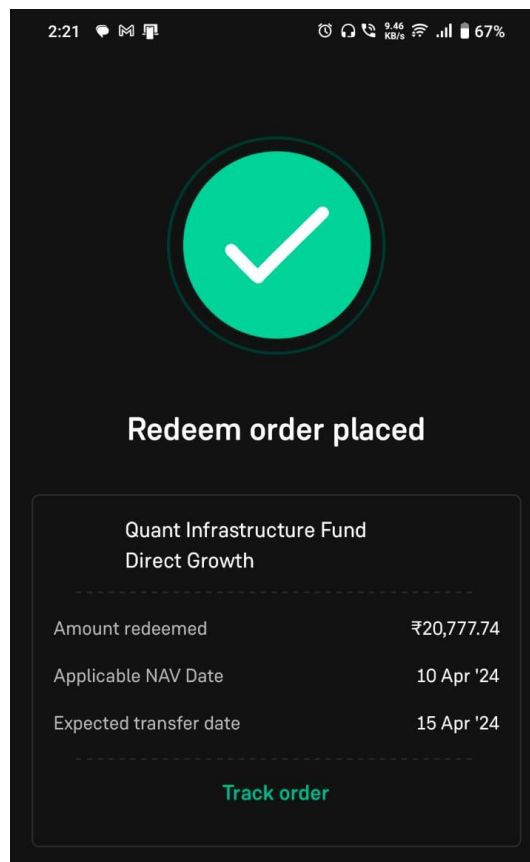 2:21 9.46 KB/s 67%
Redeem order placed
Quant Infrastructure Fund
Direct Growth
Amount redeemed ₹20,777.74
Applicable NAV Date 10 Apr '24
Expected transfer date 15 Apr '24
Track order